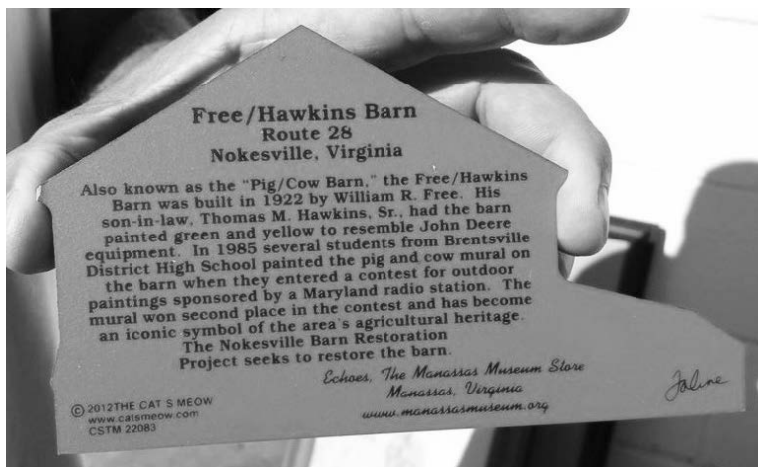 Free/Hawkins Barn
Route 28
Nokesville, Virginia
Also known as the "Pig/Cow Barn," the Free/Hawkins
Barn was built in 1922 by William R. Free. His
son-in-law, Thomas M. Hawkins, Sr., had the barn
painted green and yellow to resemble John Deere
equipment. In 1985 several students from Brentsville
District High School painted the pig and cow mural on
the barn when they entered a contest for outdoor
paintings sponsored by a Maryland radio station. The
mural won second place in the contest and has become
an iconic symbol of the area's agricultural heritage.
The Nokesville Barn Restoration
Project seeks to restore the barn.
Echoes, The Manassas Museum Store
Manassas, Virginia
www.manassasmuseum.org
© 2012 THE CAT S MEOW
www.catsmeow.com
CSTM 22083
Faline